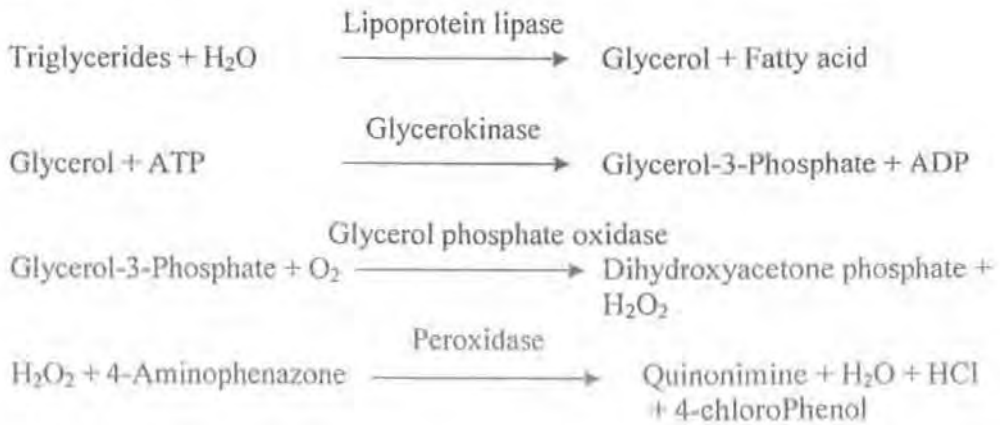 Lipoprotein lipase
Triglycerides + H₂O → Glycerol + Fatty acid
Glycerokinase
Glycerol + ATP → Glycerol-3-Phosphate + ADP
Glycerol phosphate oxidase
Glycerol-3-Phosphate + O₂ → Dihydroxyacetone phosphate +
H₂O₂
Peroxidase
H₂O₂ + 4-Aminophenazone → Quinonimine + H₂O + HCl
+ 4-chloroPhenol